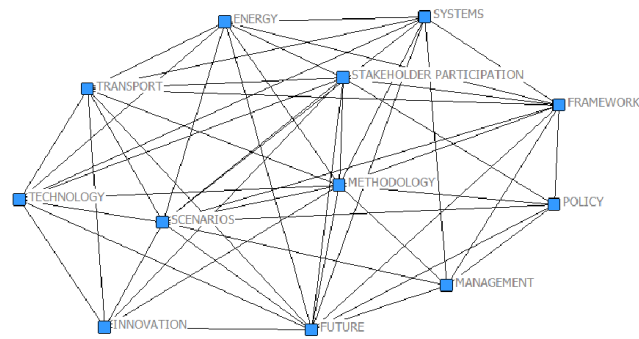 SYSTEMS
ENERGY
STAKEHOLDER PARTICIPATION
TRANSPORT
FRAMEWORK
METHODOLOGY
TECHNOLOGY
POLICY
SCENARIOS
MANAGEMENT
INNOVATION
FUTURE